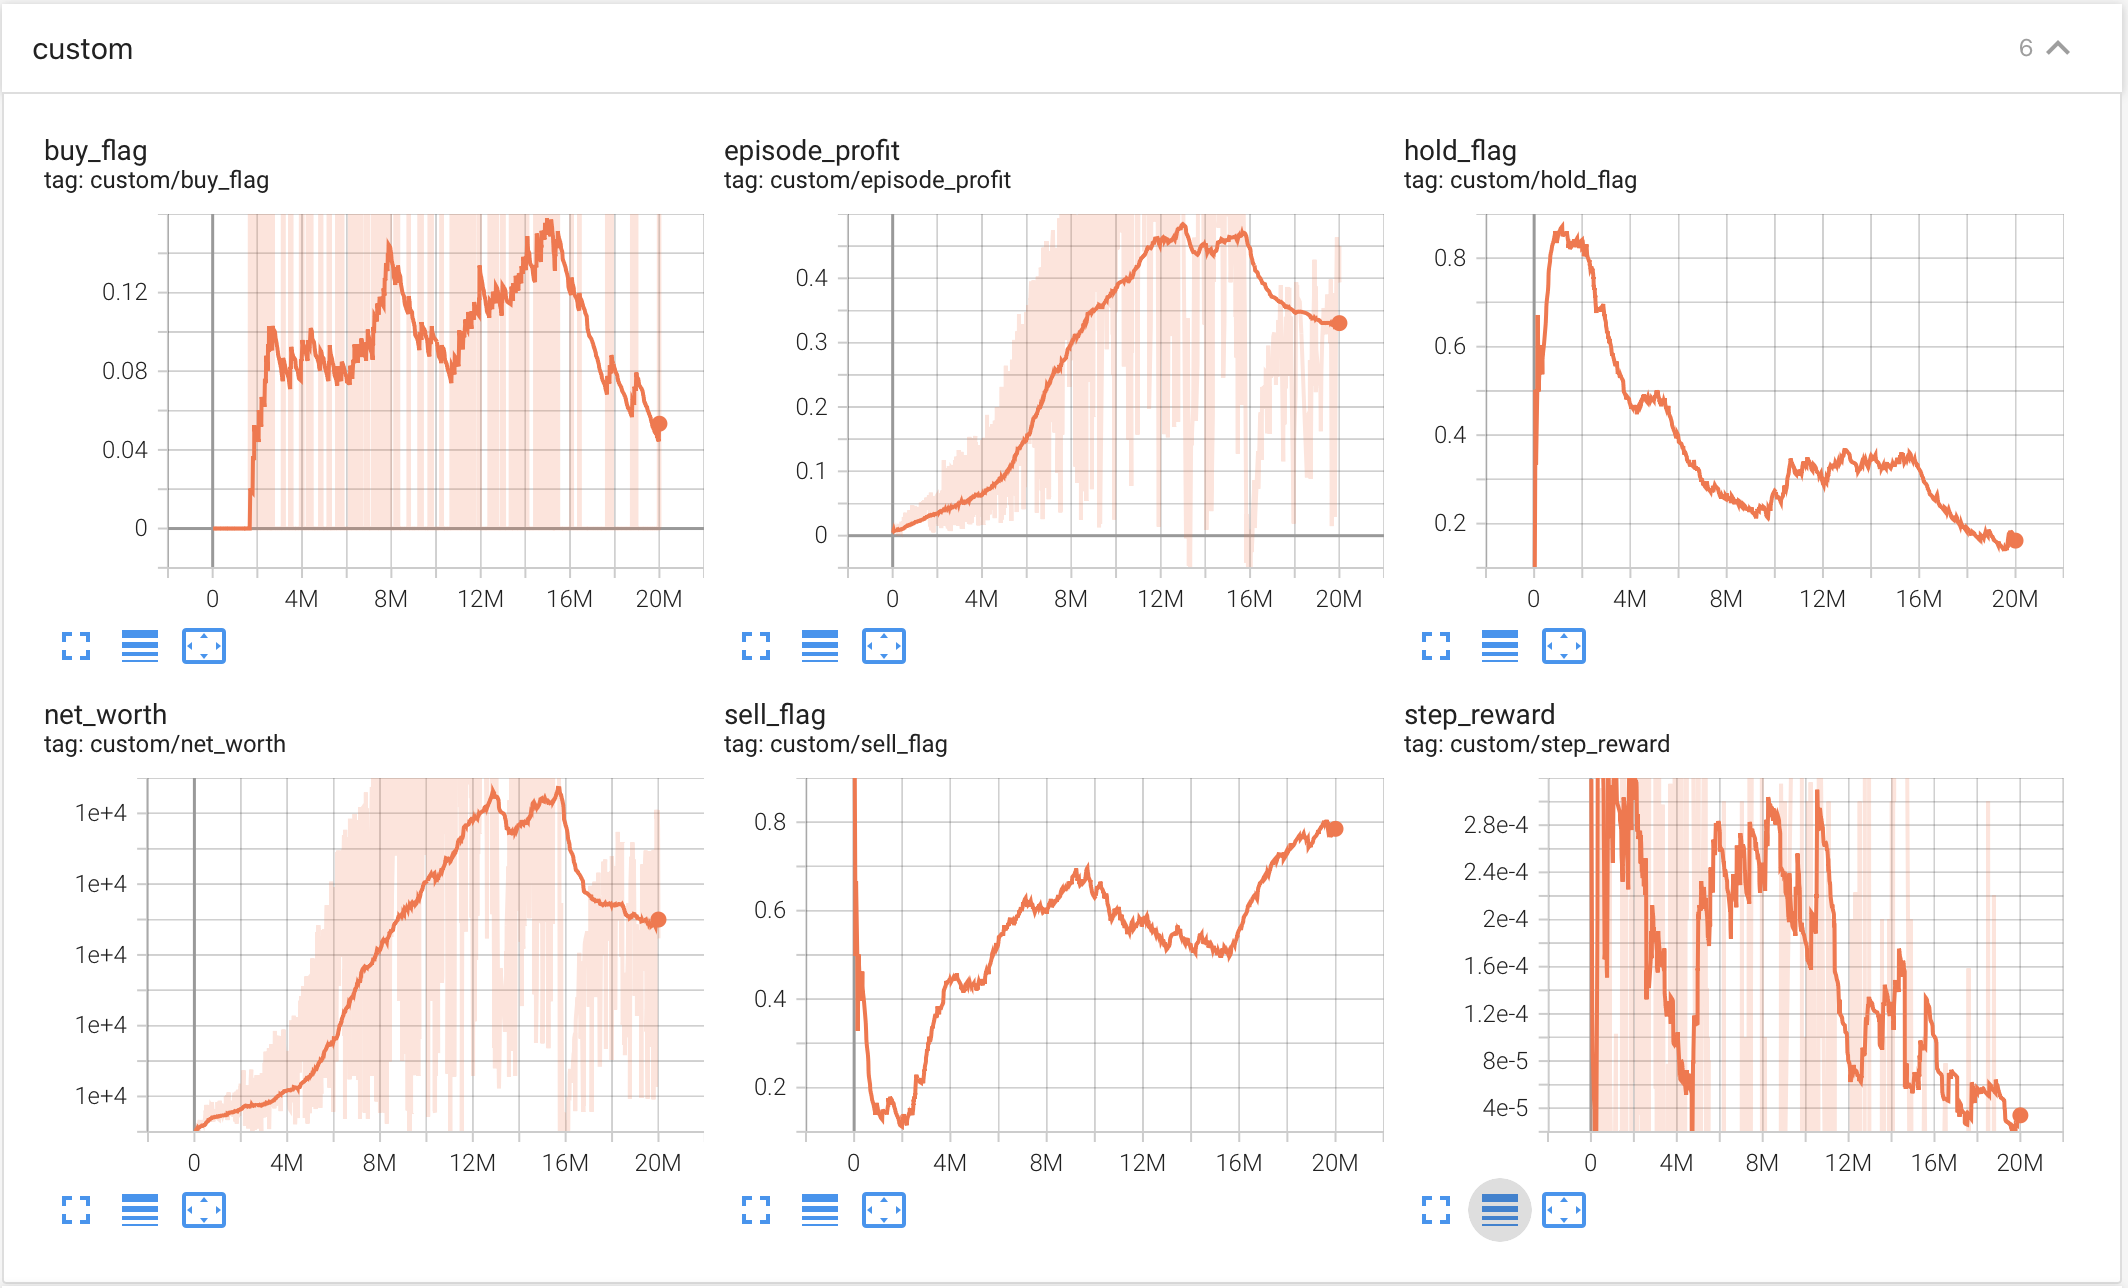 custom
6
buy_flag
tag: custom/buy_flag
0.12
0.08
0.04
0
0 4M 8M 12M 16M 20M
episode_profit
tag: custom/episode_profit
0.4
0.3
0.2
0.1
0
0 4M 8M 12M 16M 20M
hold_flag
tag: custom/hold_flag
0.8
0.6
0.4
0.2
0 4M 8M 12M 16M 20M
net_worth
tag: custom/net_worth
1e+4
1e+4
1e+4
1e+4
1e+4
0 4M 8M 12M 16M 20M
sell_flag
tag: custom/sell_flag
0.8
0.6
0.4
0.2
0 4M 8M 12M 16M 20M
step_reward
tag: custom/step_reward
2.8e-4
2.4e-4
2e-4
1.6e-4
1.2e-4
8e-5
4e-5
0 4M 8M 12M 16M 20M